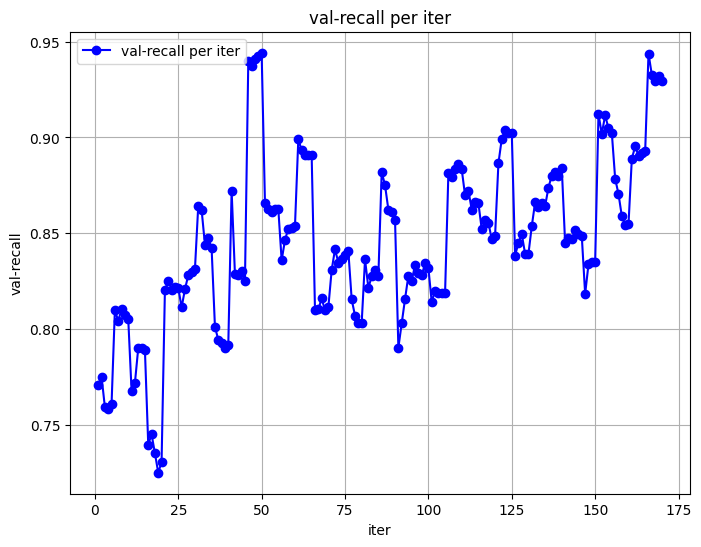 val-recall per iter
val-recall per iter
0.95
0.90
0.85
0.80
0.75
val-recall
0 25 50 75 100 125 150 175
iter